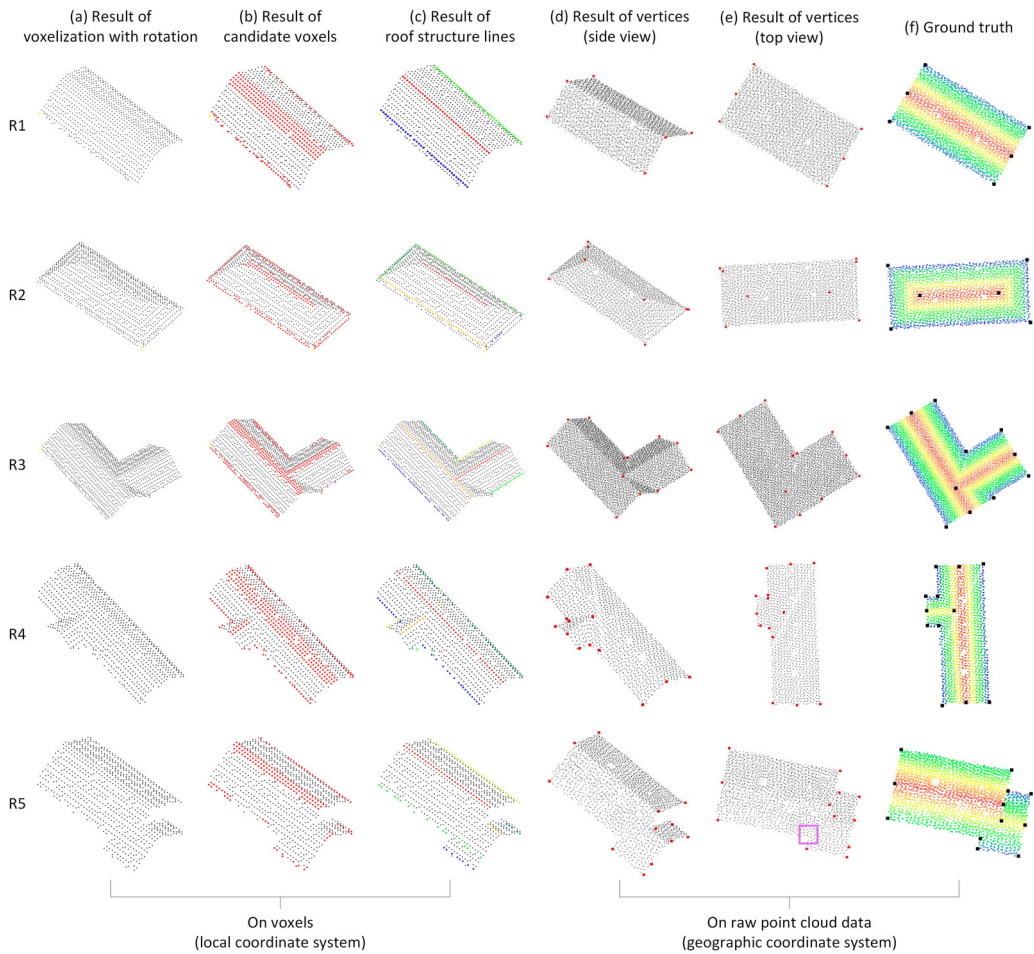 (a) Result of
voxelization with rotation
(b) Result of
candidate voxels
(c) Result of
roof structure lines
(d) Result of vertices
(side view)
(e) Result of vertices
(top view)
(f) Ground truth
R1
R2
R3
R4
R5
On voxels
(local coordinate system)
On raw point cloud data
(geographic coordinate system)